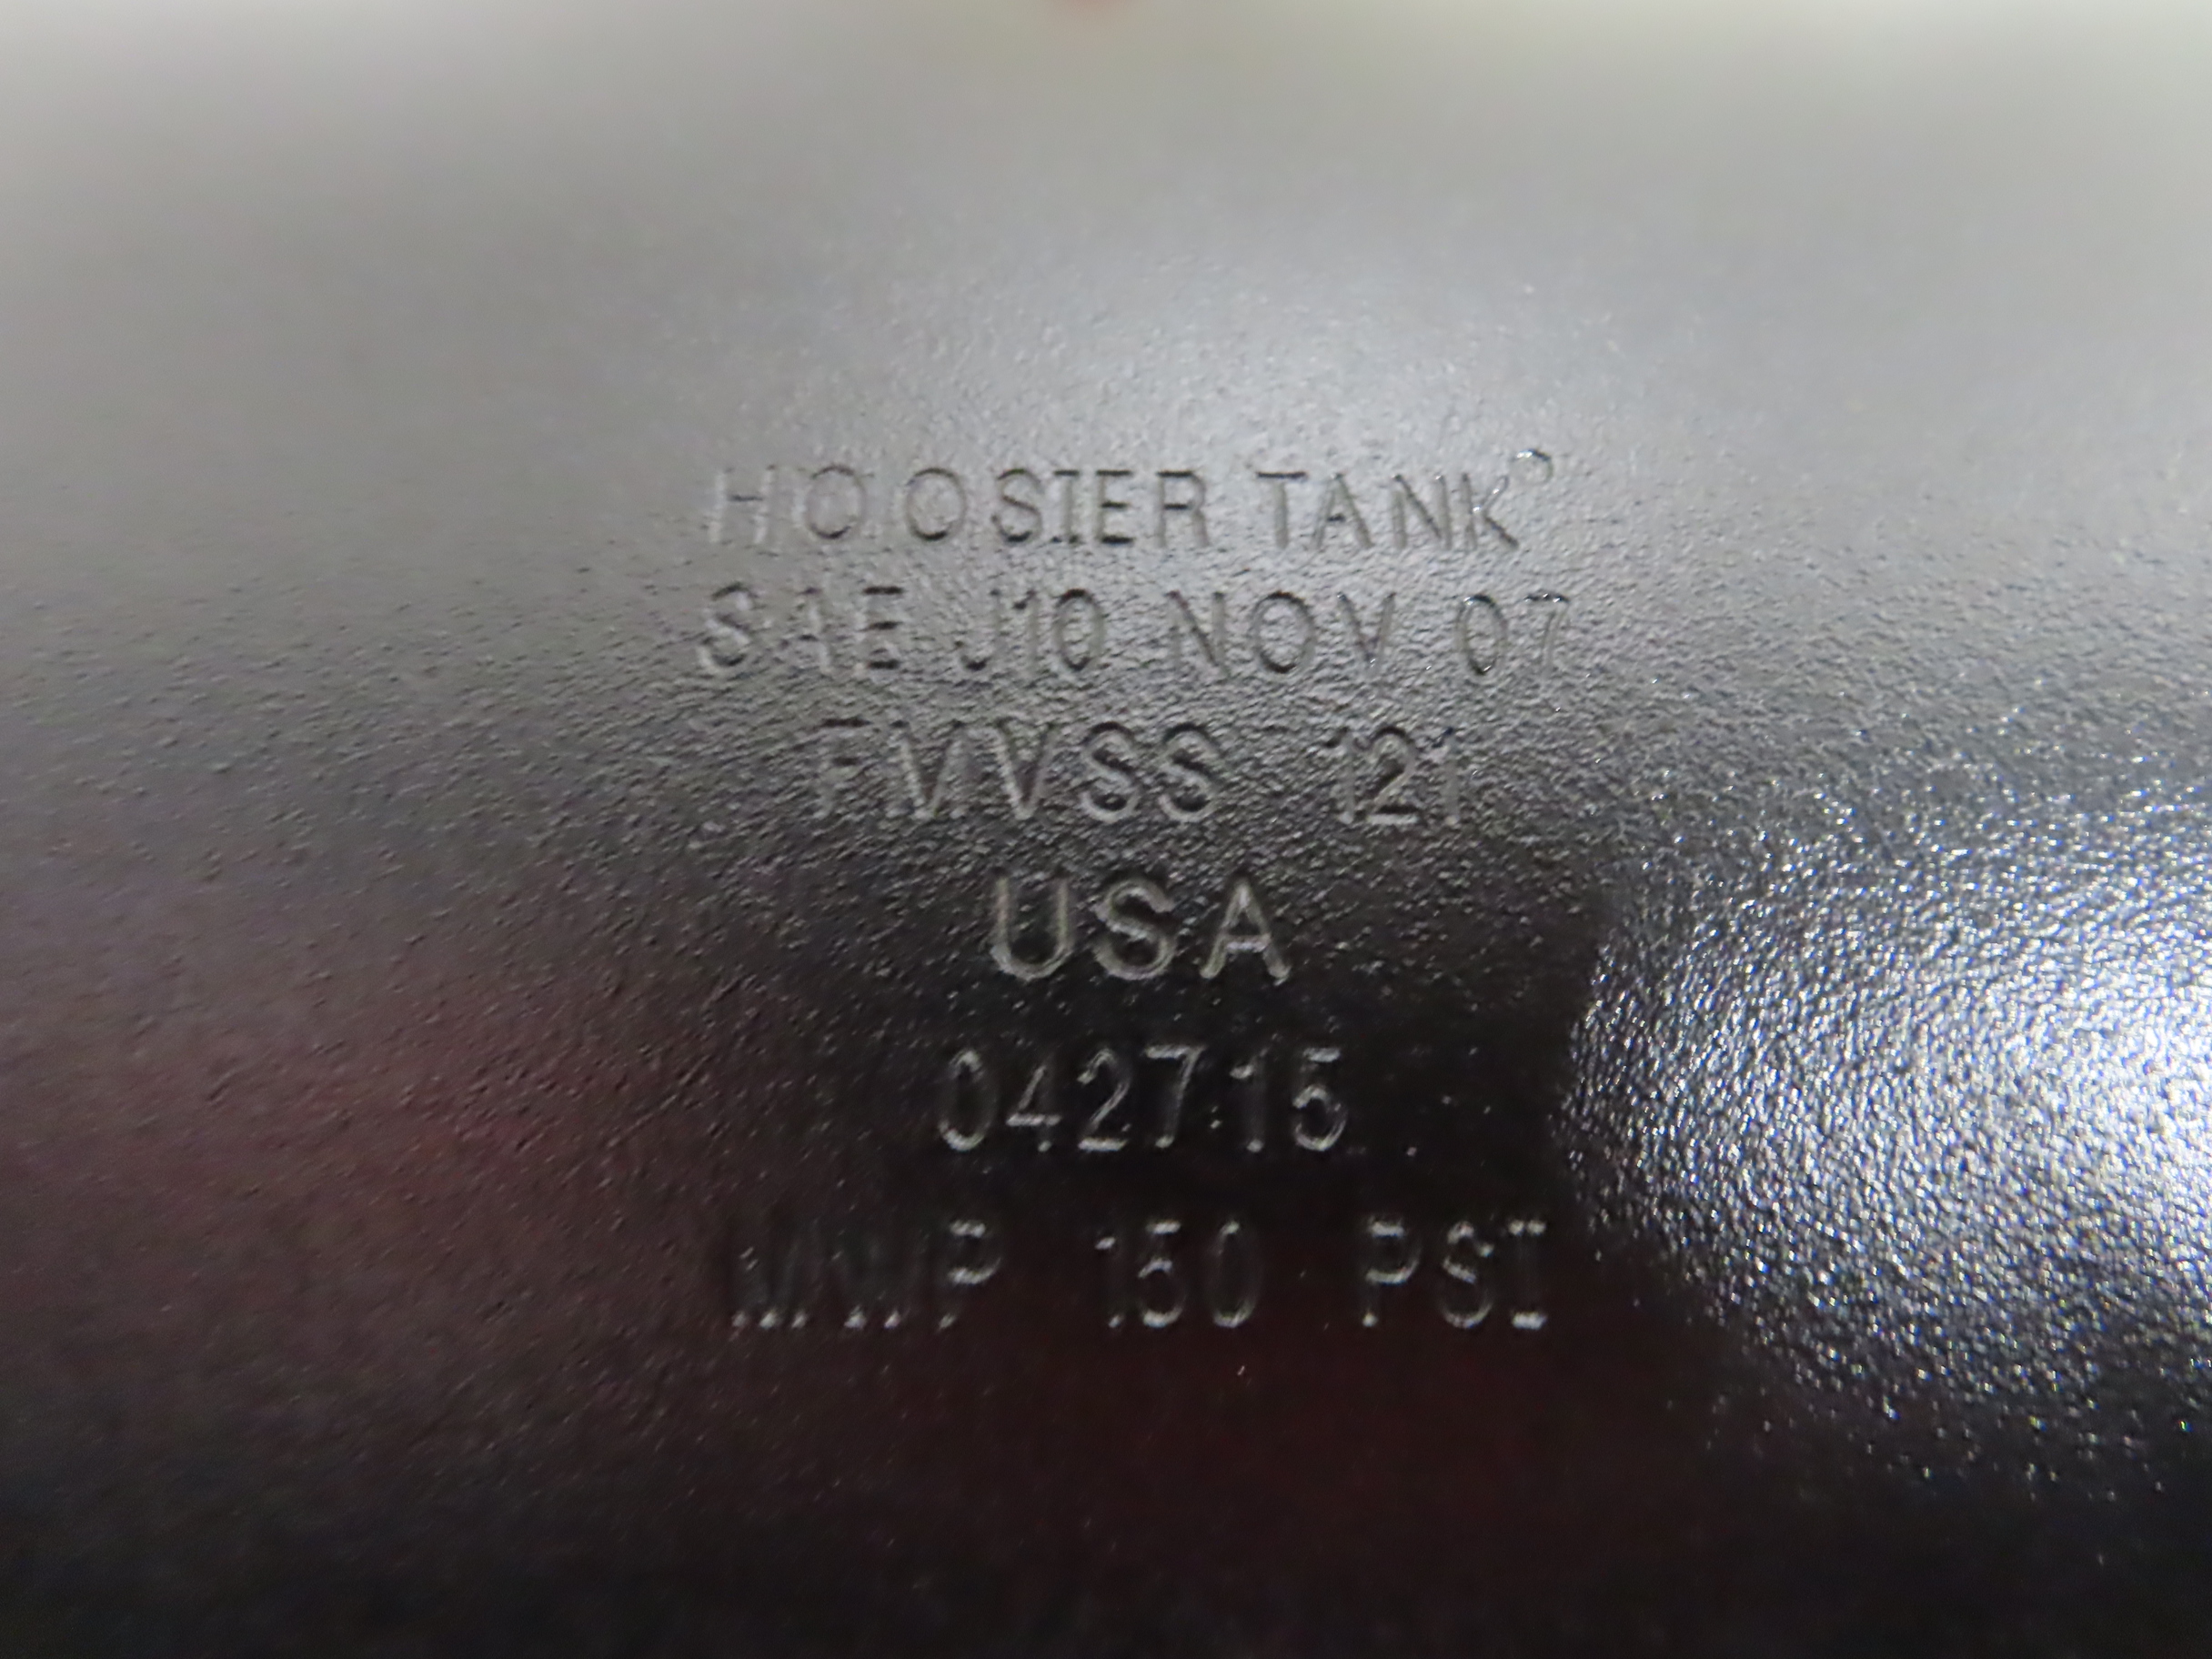 HOOSIER TANK®
SAE J10 NOV 07
FMVSS 121
USA
042715
MWP 150 PSI